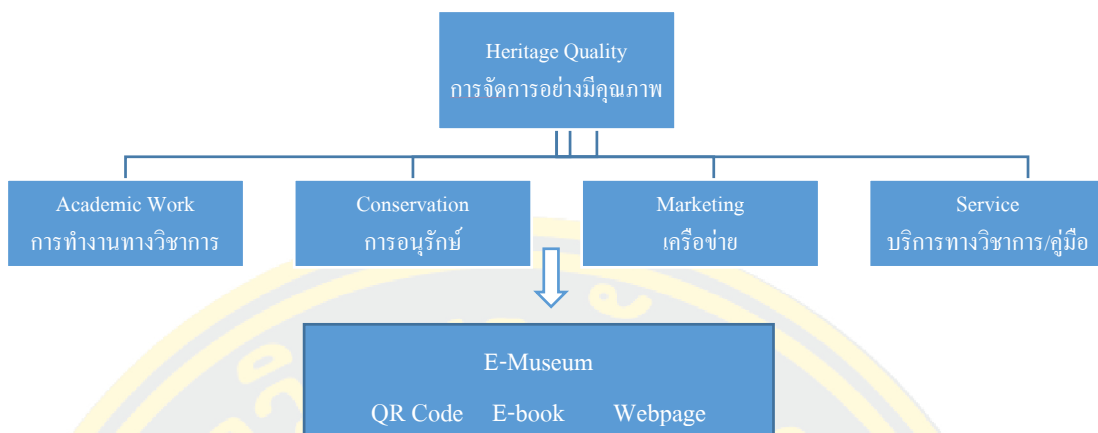 Heritage Quality
การจัดการอย่างมีคุณภาพ
Academic Work
การทำงานทางวิชาการ
Conservation
การอนุรักษ์
Marketing
เครือข่าย
Service
บริการทางวิชาการ/คู่มือ
E-Museum
QR Code E-book Webpage